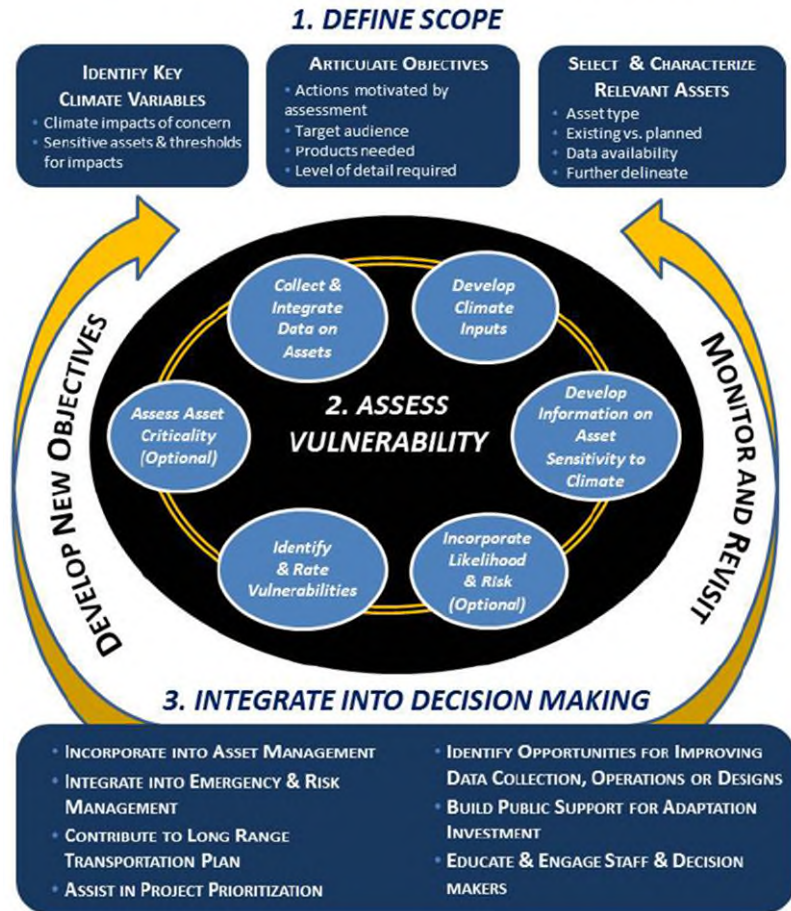 1. DEFINE SCOPE
IDENTIFY KEY
CLIMATE VARIABLES
• Climate impacts of concern
• Sensitive assets & thresholds
for impacts
ARTICULATE OBJECTIVES
• Actions motivated by
assessment
• Target audience
• Products needed
• Level of detail required
SELECT & CHARACTERIZE
RELEVANT ASSETS
• Asset type
• Existing vs. planned
• Data availability
• Further delineate
DEVELOP NEW OBJECTIVES
MONITOR AND REVISIT
2. ASSESS
VULNERABILITY
Collect &
Integrate
Data on
Assets
Develop
Climate
Inputs
Assess Asset
Criticality
(Optional)
Develop
Information on
Asset
Sensitivity to
Climate
Identify
& Rate
Vulnerabilities
Incorporate
Likelihood
& Risk
(Optional)
3. INTEGRATE INTO DECISION MAKING
• INCORPORATE INTO ASSET MANAGEMENT
• INTEGRATE INTO EMERGENCY & RISK
MANAGEMENT
• CONTRIBUTE TO LONG RANGE
TRANSPORTATION PLAN
• ASSIST IN PROJECT PRIORITIZATION
• IDENTIFY OPPORTUNITIES FOR IMPROVING
DATA COLLECTION, OPERATIONS OR DESIGNS
• BUILD PUBLIC SUPPORT FOR ADAPTATION
INVESTMENT
• EDUCATE & ENGAGE STAFF & DECISION
MAKERS